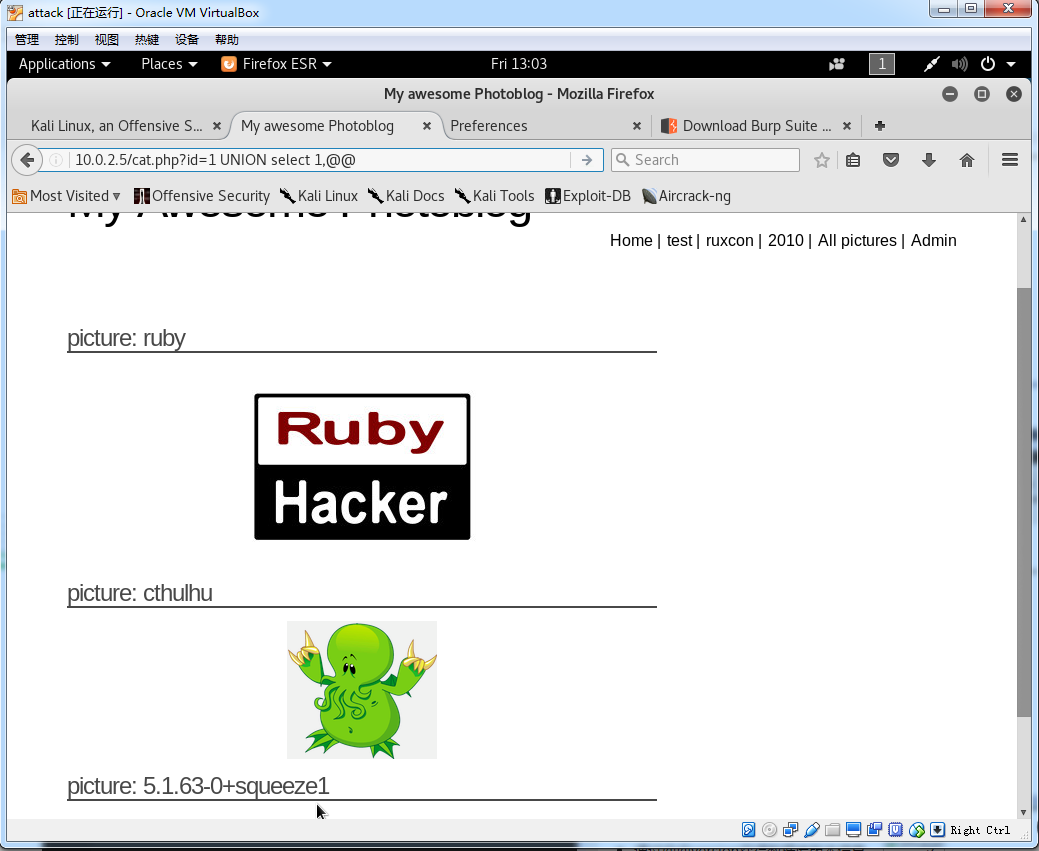 attack [正在运行] - Oracle VM VirtualBox
管理 控制 视图 热键 设备 帮助
Applications Places Firefox ESR Fri 13:03 1
My awesome Photoblog - Mozilla Firefox
Kali Linux, an Offensive S... My awesome Photoblog Preferences Download Burp Suite ...
10.0.2.5/cat.php?id=1 UNION select 1,@@ Search
Most Visited Offensive Security Kali Linux Kali Docs Kali Tools Exploit-DB Aircrack-ng
My Awesome Photoblog
Home | test | ruxcon | 2010 | All pictures | Admin
picture: ruby
Ruby
Hacker
picture: cthulhu
picture: 5.1.63-0+squeeze1
Right Ctrl